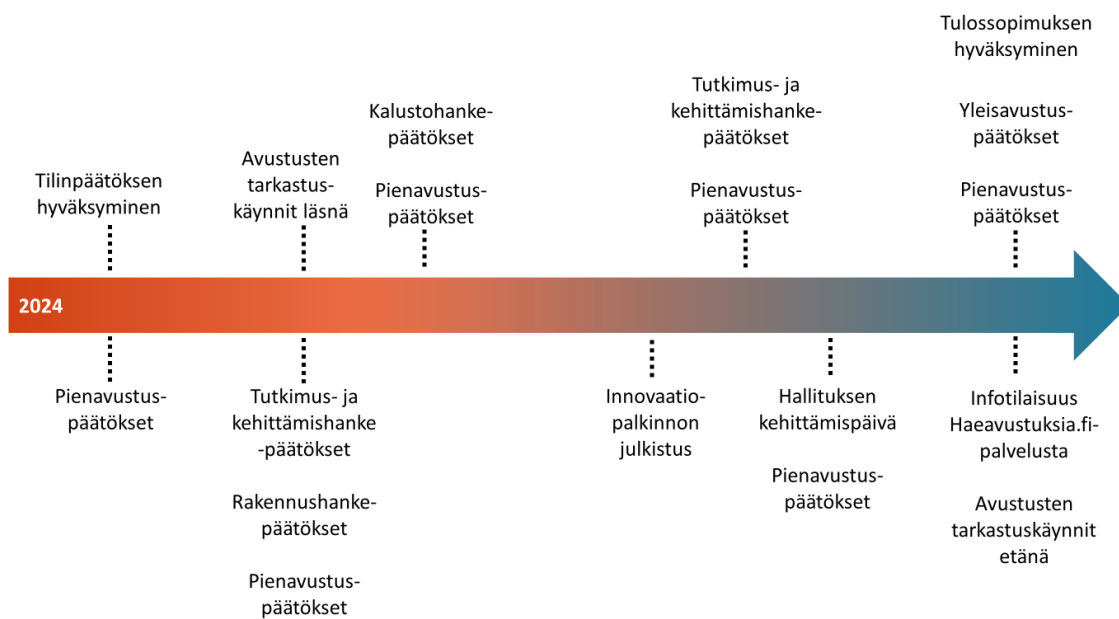 Tulossopimuksen
hyväksyminen
Yleisavustus-
päätökset
Pienavustus-
päätökset
Tutkimus- ja
kehittämishanke-
päätökset
Pienavustus-
päätökset
Kalustohanke-
päätökset
Pienavustus-
päätökset
Avustusten
tarkastus-
käynnit läsnä
Tilinpäätöksen
hyväksyminen
2024
Pienavustus-
päätökset
Tutkimus- ja
kehittämishanke
-päätökset
Rakennushanke-
päätökset
Pienavustus-
päätökset
Innovaatio-
palkinnon
julkistus
Hallituksen
kehittämispäivä
Pienavustus-
päätökset
Infotilaisuus
Haeavustuksia.fi-
palvelusta
Avustusten
tarkastuskäynnit
etänä